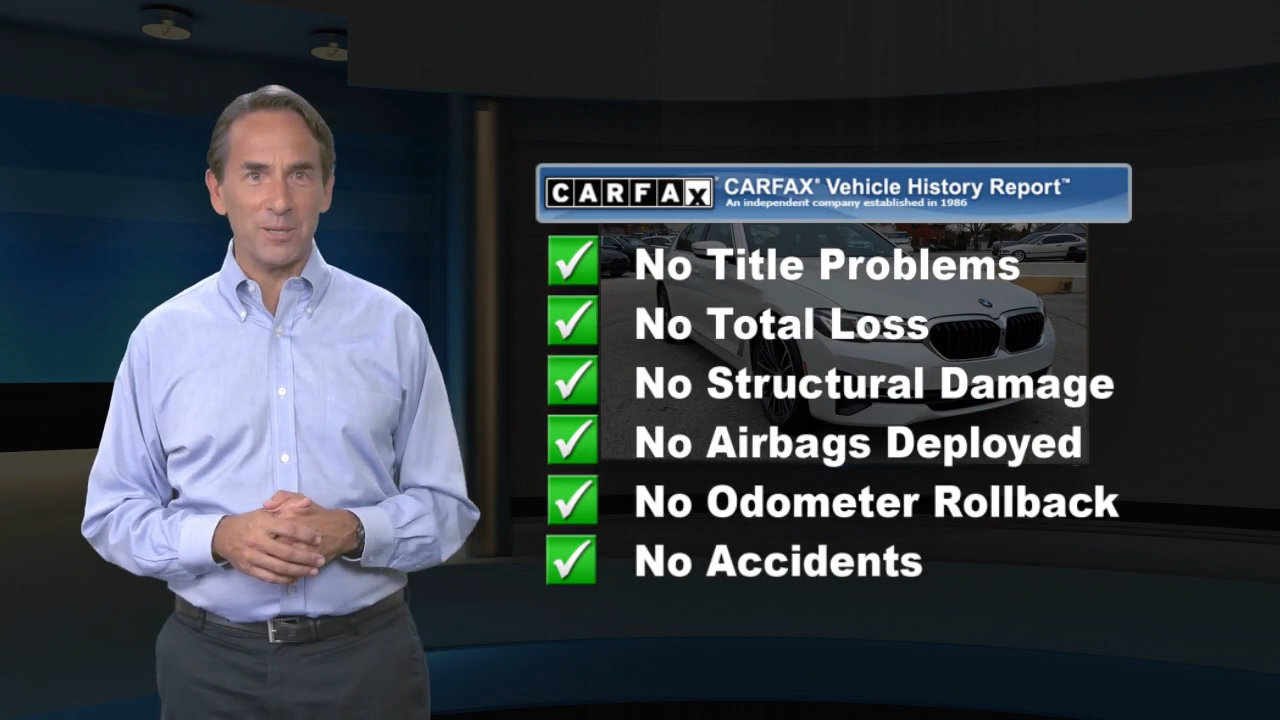 CARFAX® CARFAX® Vehicle History Report™
An independent company established in 1986
No Title Problems
No Total Loss
No Structural Damage
No Airbags Deployed
No Odometer Rollback
No Accidents